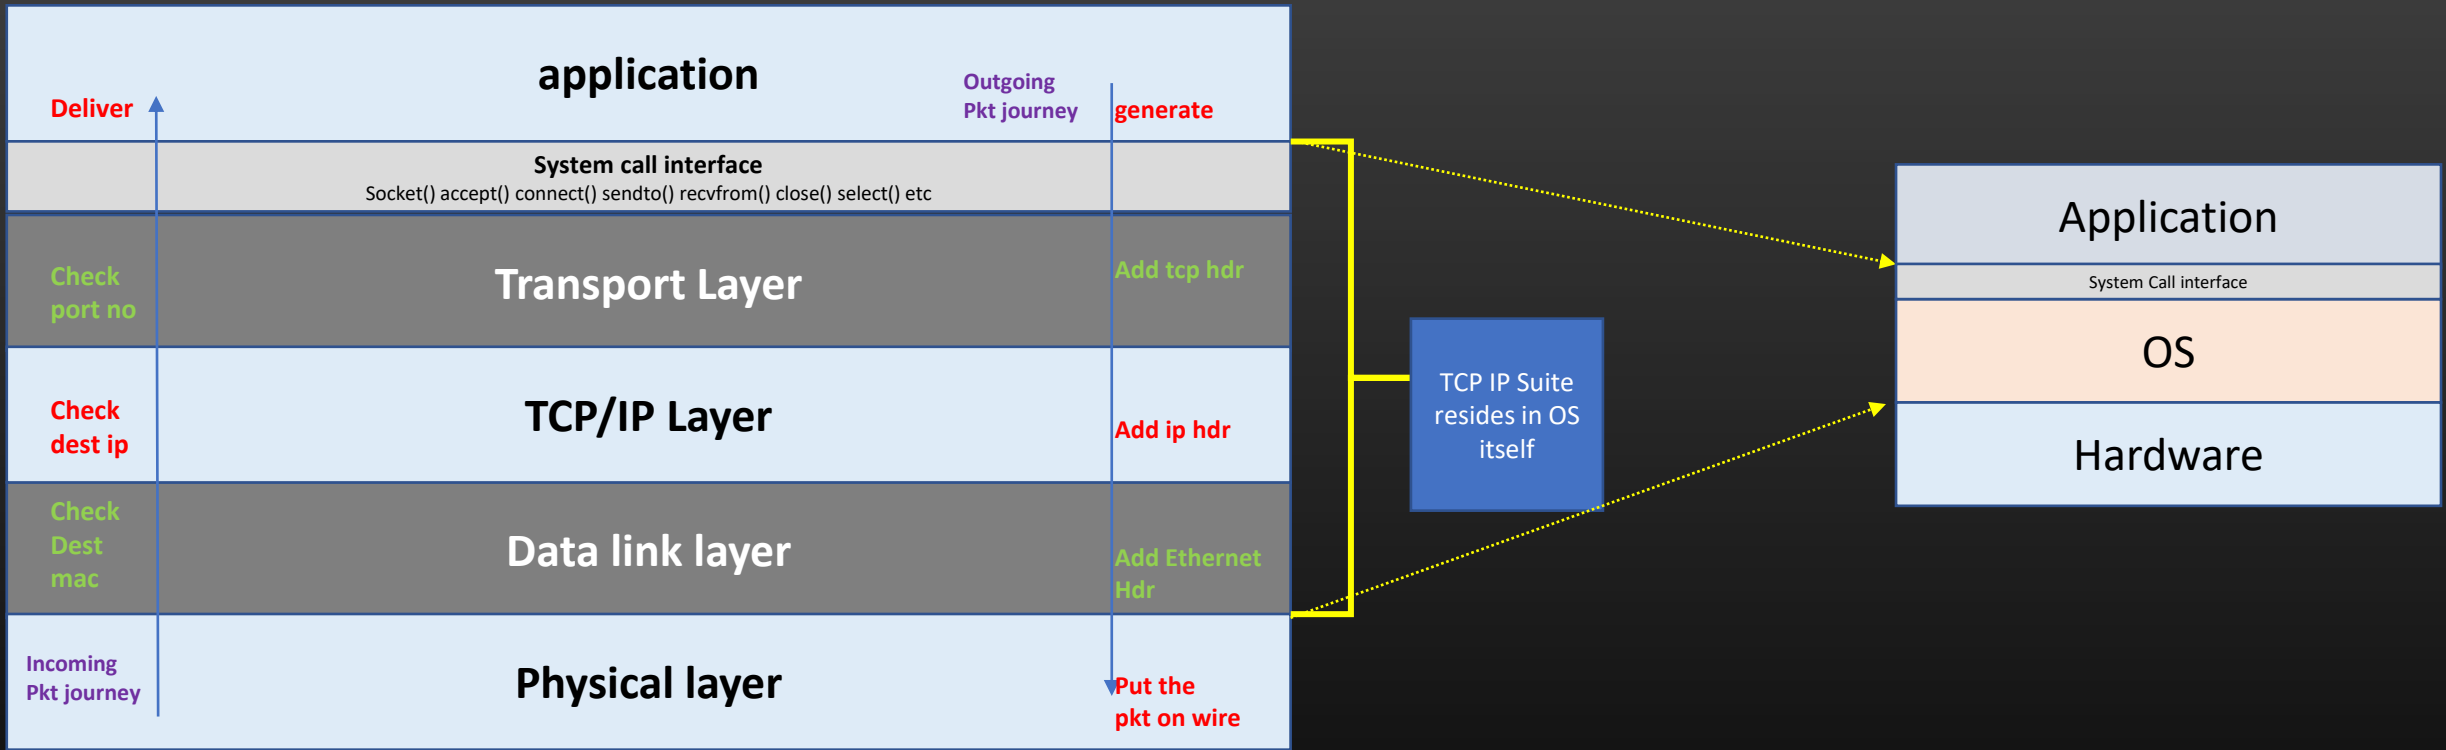 application
Outgoing
Pkt journey
Deliver
generate
System call interface
Socket() accept() connect() sendto() recvfrom() close() select() etc
Check
port no
Transport Layer
Add tcp hdr
Check
dest ip
TCP/IP Layer
Add ip hdr
Check
Dest
mac
Data link layer
Add Ethernet
Hdr
Incoming
Pkt journey
Physical layer
Put the
pkt on wire
TCP IP Suite
resides in OS
itself
Application
System Call interface
OS
Hardware